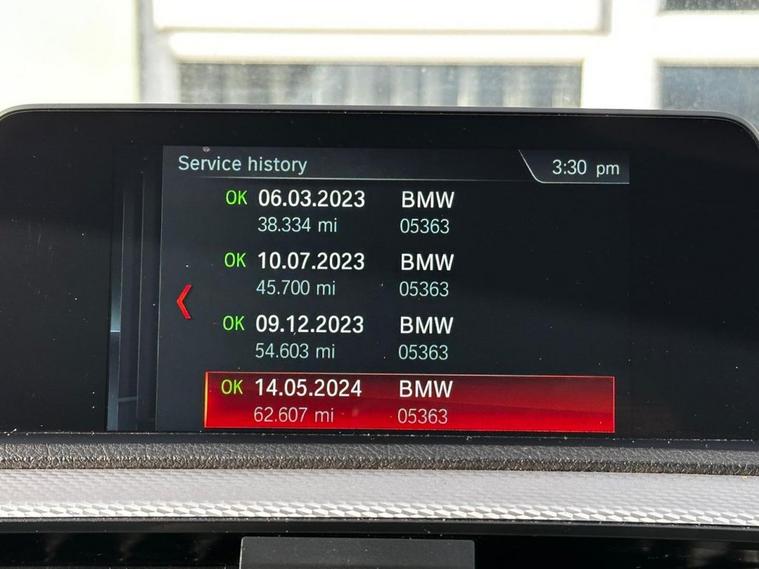 Service history 3:30 pm
OK 06.03.2023 BMW
38.334 mi 05363
OK 10.07.2023 BMW
45.700 mi 05363
OK 09.12.2023 BMW
54.603 mi 05363
OK 14.05.2024 BMW
62.607 mi 05363